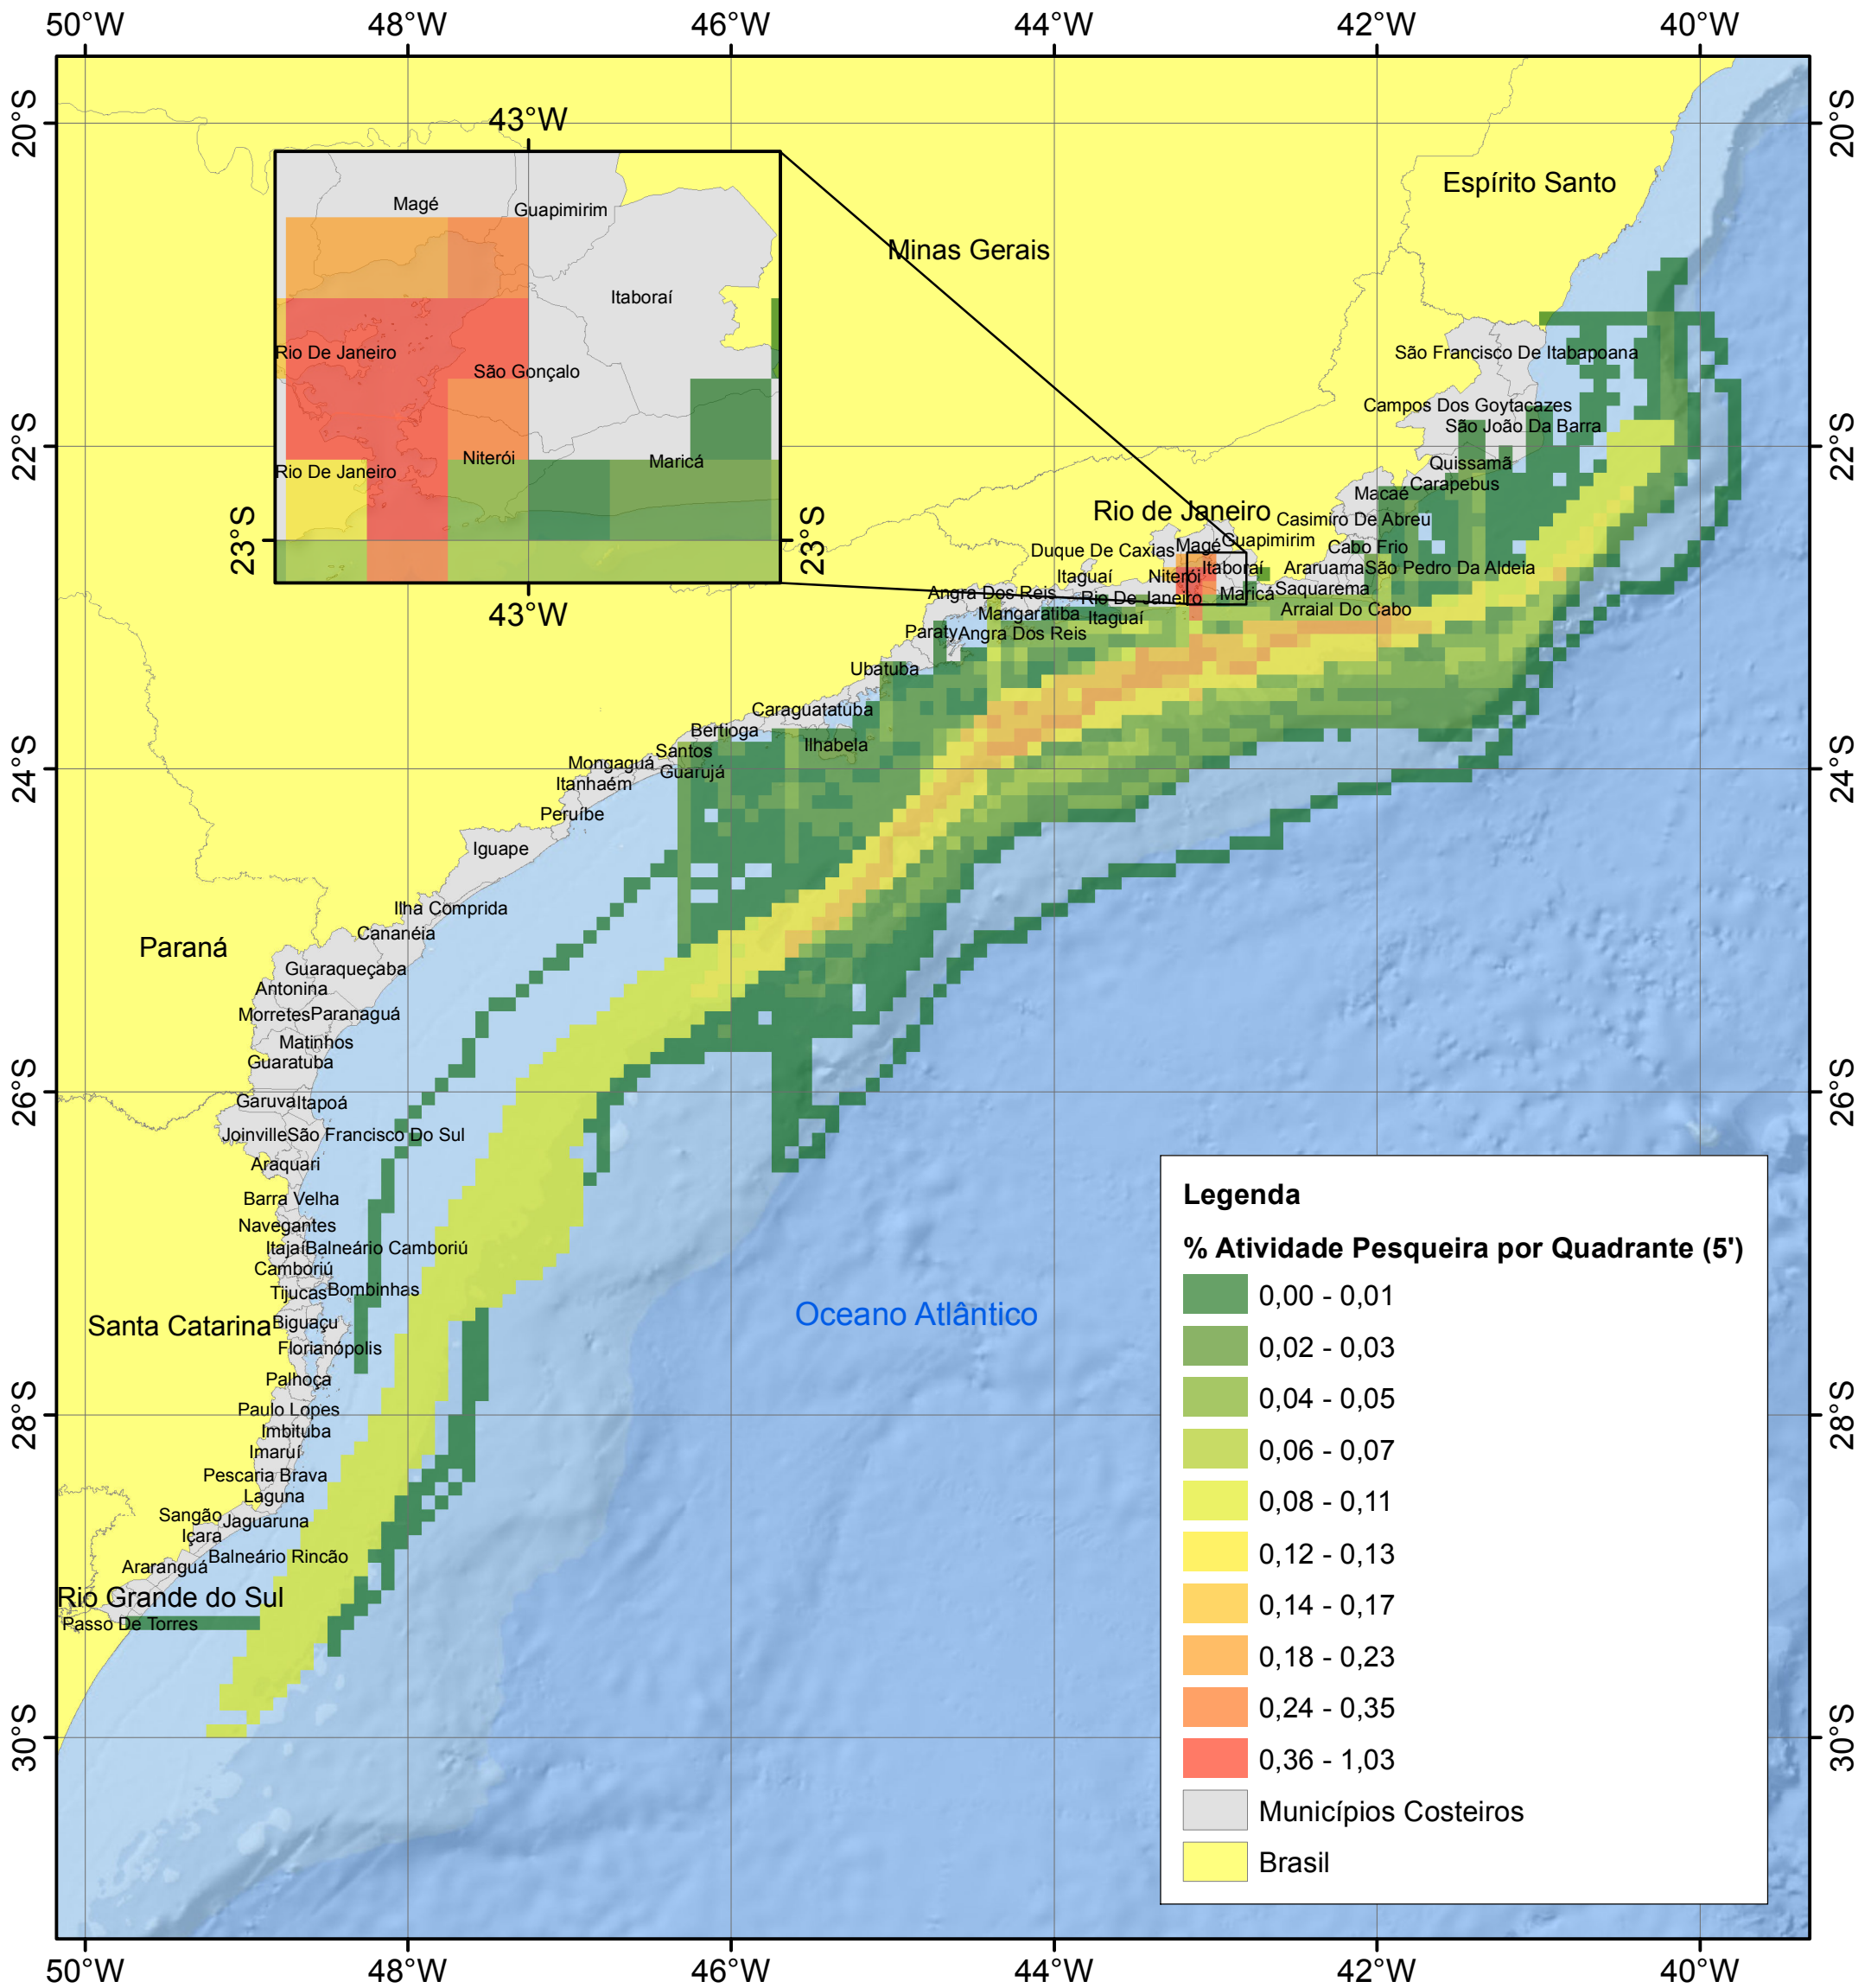 50°W 48°W 46°W 44°W 42°W 40°W
20°S 20°S
43°W
Espírito Santo
Magé
Guapimirim
Minas Gerais
Itaboraí
Rio De Janeiro
São Gonçalo
São Francisco De Itabapoana
Campos Dos Goytacazes
São João Da Barra
22°S 22°S
Niterói
Maricá
Rio De Janeiro
Quissamã
Carapebus
Macaé
Rio de Janeiro
Casimiro De Abreu
23°S 23°S
Guapimirim
Magé
Duque De Caxias
Cabo Frio
Itaboraí
Araruama
São Pedro Da Aldeia
Itaguaí
Niterói
Saquarema
Angra Dos Reis
Maricá
Rio De Janeiro
43°W
Arraial Do Cabo
Mangaratiba
Itaguaí
Paraty
Angra Dos Reis
Ubatuba
Caraguatatuba
Bertioga
Ilhabela
Santos
Mongaguá
24°S 24°S
Guarujá
Itanhaém
Peruíbe
Iguape
Ilha Comprida
Cananéia
Paraná
Guaraqueçaba
Antonina
Morretes
Paranaguá
Matinhos
Guaratuba
26°S 26°S
Garuva
Itapoá
Joinville
São Francisco Do Sul
Araquari
Barra Velha
Navegantes
Itajaí
Balneário Camboriú
Camboriú
Tijucas
Bombinhas
Oceano Atlântico
Santa Catarina
Biguaçu
Florianópolis
Palhoça
Paulo Lopes
28°S 28°S
Imbituba
Imaruí
Pescaria Brava
Laguna
Sangão
Jaguaruna
Içara
Balneário Rincão
Araranguá
Rio Grande do Sul
Passo De Torres
30°S 30°S
Legenda
% Atividade Pesqueira por Quadrante (5')
0,00 - 0,01
0,02 - 0,03
0,04 - 0,05
0,06 - 0,07
0,08 - 0,11
0,12 - 0,13
0,14 - 0,17
0,18 - 0,23
0,24 - 0,35
0,36 - 1,03
Municípios Costeiros
Brasil
50°W 48°W 46°W 44°W 42°W 40°W